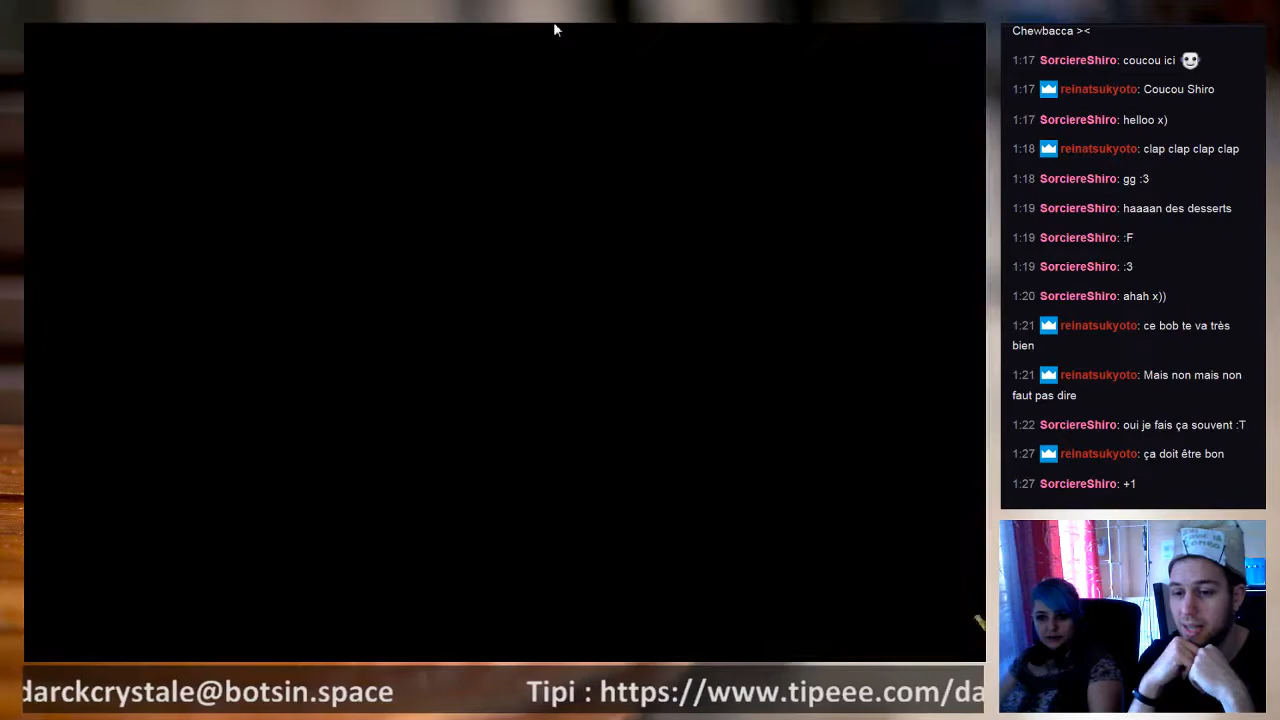 Chewbacca ><
1:17 SorciereShiro: coucou ici
1:17 reinatsukyoto: Coucou Shiro
1:17 SorciereShiro: helloo x)
1:18 reinatsukyoto: clap clap clap clap
1:18 SorciereShiro: gg :3
1:19 SorciereShiro: haaaan des desserts
1:19 SorciereShiro: :F
1:19 SorciereShiro: :3
1:20 SorciereShiro: ahah x))
1:21 reinatsukyoto: ce bob te va très
bien
1:21 reinatsukyoto: Mais non mais non
faut pas dire
1:22 SorciereShiro: oui je fais ça souvent :T
1:27 reinatsukyoto: ça doit être bon
1:27 SorciereShiro: +1
darckcrystale@botsin.space Tipi : https://www.tipeee.com/da